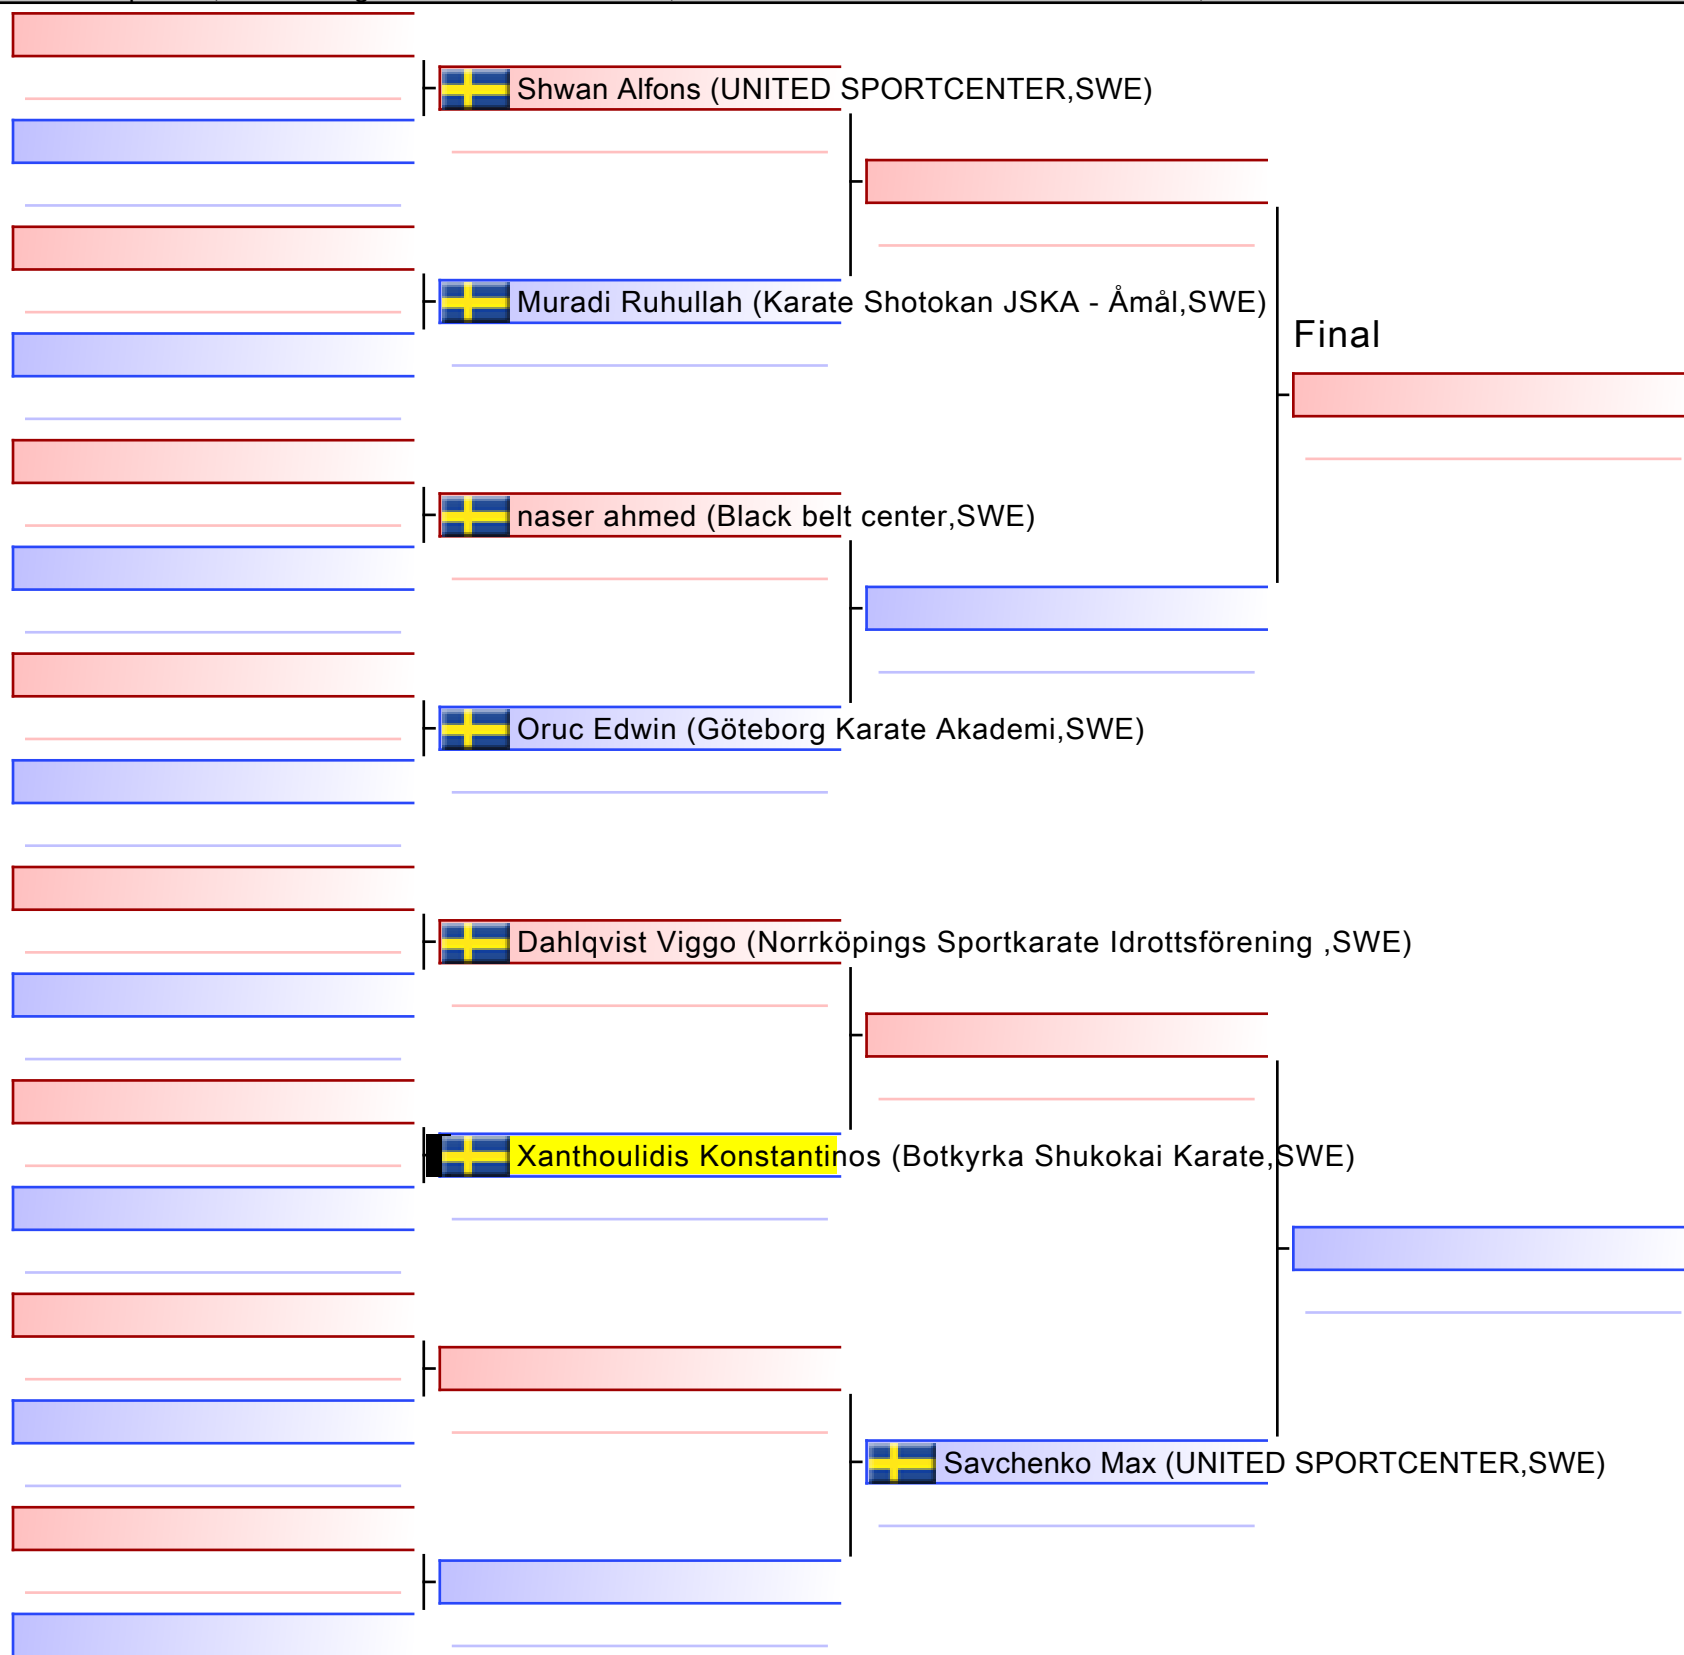 Shwan Alfons (UNITED SPORTCENTER,SWE)
Muradi Ruhullah (Karate Shotokan JSKA - Åmål,SWE)
Final
naser ahmed (Black belt center,SWE)
Oruc Edwin (Göteborg Karate Akademi,SWE)
Dahlqvist Viggo (Norrköpings Sportkarate Idrottsförening ,SWE)
Xanthoulidis Konstantinos (Botkyrka Shukokai Karate,SWE)
Savchenko Max (UNITED SPORTCENTER,SWE)